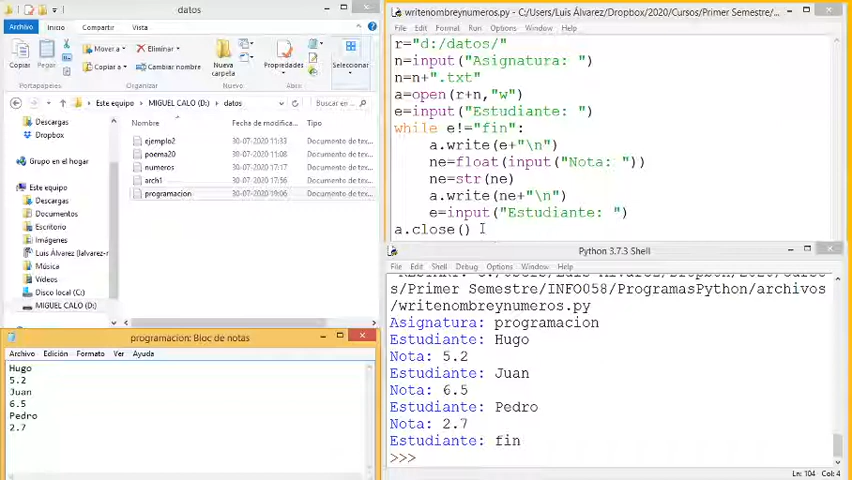 datos
Archivo Inicio Compartir Vista
Copiar Pegar
Mover a
Copiar a
Eliminar
Cambiar nombre
Nueva carpeta
Propiedades
Seleccionar
Portapapeles
Organizar
Nuevo
Abrir
Este equipo MIGUEL CALO (D:) datos
Buscar en ...
Descargas
Dropbox
Grupo en el hogar
Este equipo
Descargas
Documentos
Escritorio
Imágenes
Luis Álvarez (lalvarez-
Música
Videos
Disco local (C:)
MIGUEL CALO (D:)
Nombre Fecha de modifica... Tipo
ejemplo2 30-07-2020 11:33 Documento de tex...
poema20 30-07-2020 11:08 Documento de tex...
numeros 30-07-2020 17:17 Documento de tex...
arch1 30-07-2020 17:56 Documento de tex...
programacion 30-07-2020 19:06 Documento de tex...
programacion: Bloc de notas
Archivo Edición Formato Ver Ayuda
Hugo
5.2
Juan
6.5
Pedro
2.7
writenombreynumeros.py - C:/Users/Luis Álvarez/Dropbox/2020/Cursos/Primer Semestre/...
File Edit Format Run Options Window Help
r="d:/datos/"
n=input("Asignatura: ")
n=n+".txt"
a=open(r+n,"w")
e=input("Estudiante: ")
while e!="fin":
a.write(e+"\n")
ne=float(input("Nota: "))
ne=str(ne)
a.write(ne+"\n")
e=input("Estudiante: ")
a.close()
Python 3.7.3 Shell
File Edit Shell Debug Options Window Help
s/Primer Semestre/INFO058/ProgramasPython/archivos
/writenombreynumeros.py
Asignatura: programacion
Estudiante: Hugo
Nota: 5.2
Estudiante: Juan
Nota: 6.5
Estudiante: Pedro
Nota: 2.7
Estudiante: fin
>>>
Ln: 104 Col: 4